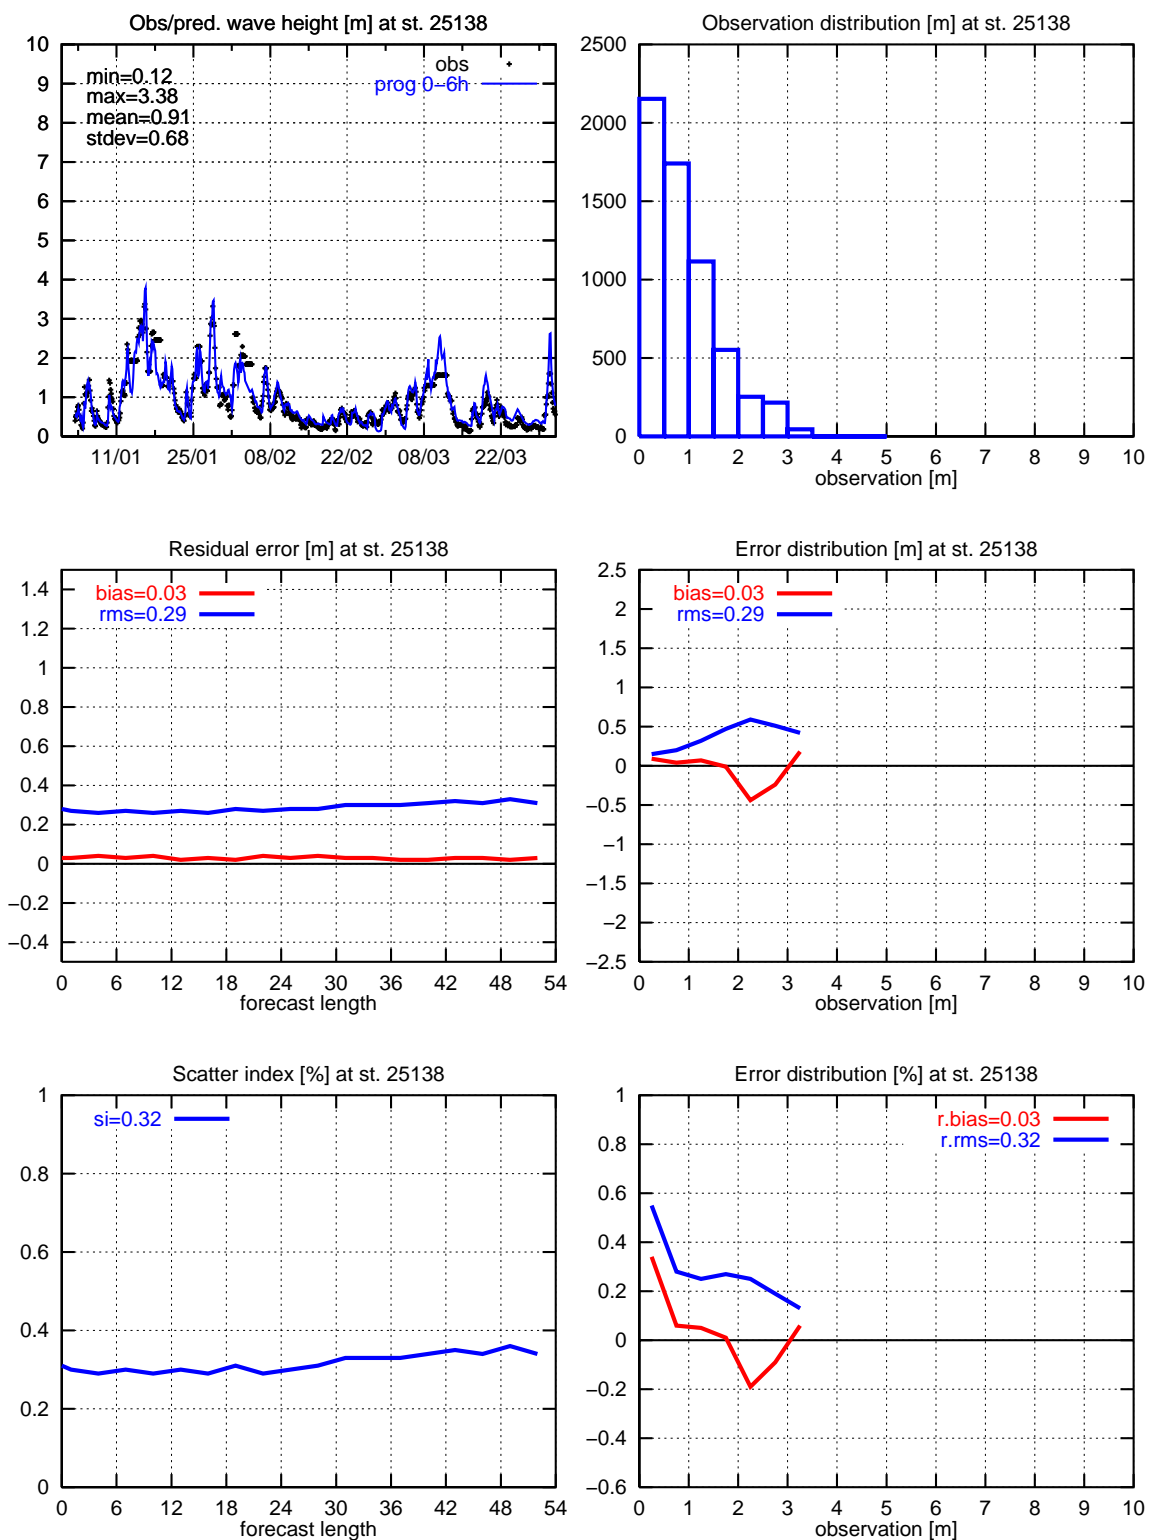 Obs/pred. wave height [m] at st. 25138
10
9
8
7
6
5
4
3
2
1
0
min=0.12
max=3.38
mean=0.91
stdev=0.68
obs
prog 0−6h
11/01 25/01 08/02 22/02 08/03 22/03
Observation distribution [m] at st. 25138
2500
2000
1500
1000
500
0
0 1 2 3 4 5 6 7 8 9 10
observation [m]
Residual error [m] at st. 25138
bias=0.03
rms=0.29
1.4
1.2
1
0.8
0.6
0.4
0.2
0
−0.2
−0.4
0 6 12 18 24 30 36 42 48 54
forecast length
Error distribution [m] at st. 25138
bias=0.03
rms=0.29
2.5
2
1.5
1
0.5
0
−0.5
−1
−1.5
−2
−2.5
0 1 2 3 4 5 6 7 8 9 10
observation [m]
Scatter index [%] at st. 25138
si=0.32
1
0.8
0.6
0.4
0.2
0
0 6 12 18 24 30 36 42 48 54
forecast length
Error distribution [%] at st. 25138
r.bias=0.03
r.rms=0.32
1
0.8
0.6
0.4
0.2
0
−0.2
−0.4
−0.6
0 1 2 3 4 5 6 7 8 9 10
observation [m]